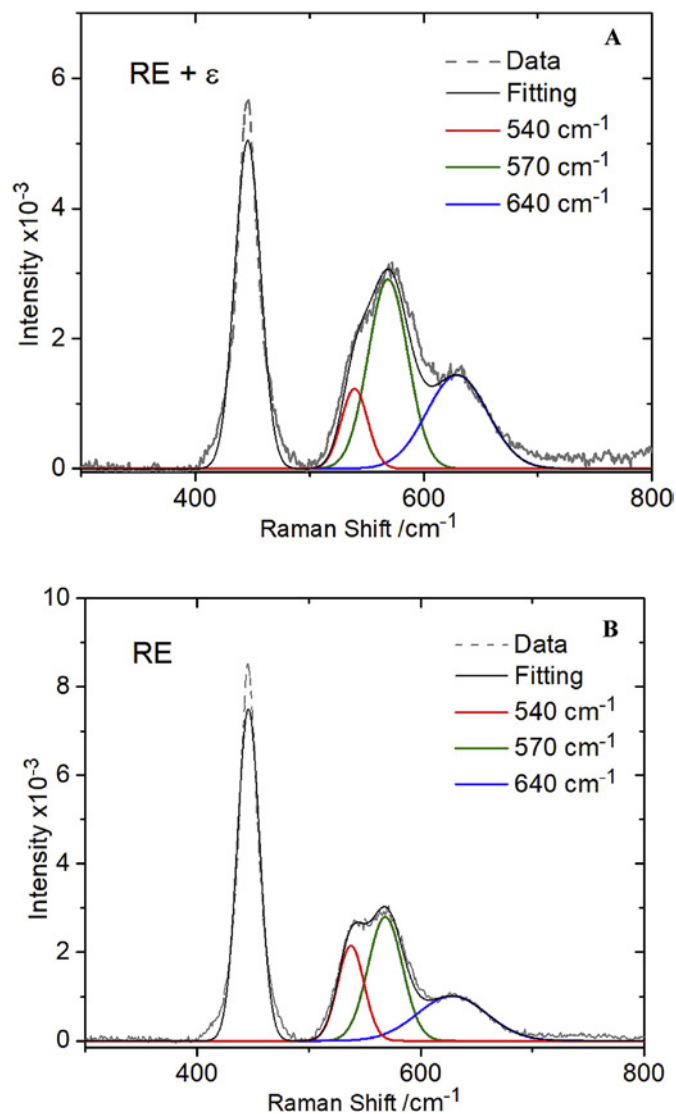 A
RE + ε
Data
Fitting
540 cm⁻¹
570 cm⁻¹
640 cm⁻¹
6
4
2
0
Intensity x10⁻³
400
600
800
Raman Shift /cm⁻¹
B
RE
Data
Fitting
540 cm⁻¹
570 cm⁻¹
640 cm⁻¹
10
8
6
4
2
0
Intensity x10⁻³
400
600
800
Raman Shift /cm⁻¹